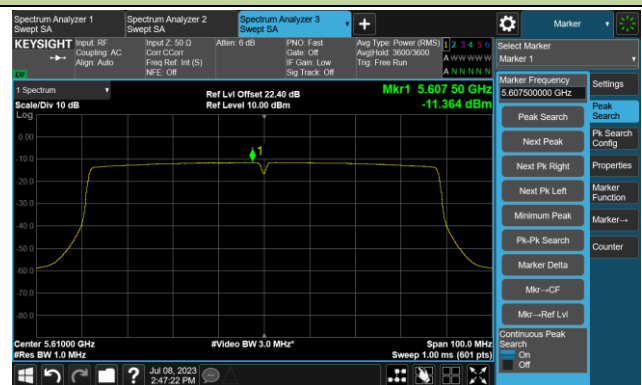 Spectrum Analyzer 1
Swept SA
Spectrum Analyzer 2
Swept SA
Spectrum Analyzer 3
Swept SA
+
Marker
KEYSIGHT
Input: RF
Coupling: AC
Align: Auto
Input Z: 50 Ω
Corr CCorr
Freq Ref: Int (S)
NFE: Off
Atten: 6 dB
PNO: Fast
Gate: Off
IF Gain: Low
Sig Track: Off
Avg Type: Power (RMS)
Avg|Hold: 3600/3600
Trig: Free Run
1 2 3 4 5 6
A W W W W W
A N N N N N
LXI
Select Marker
Marker 1
1 Spectrum
Scale/Div 10 dB
Log
Ref Lvl Offset 22.40 dB
Ref Level 10.00 dBm
Mkr1 5.607 50 GHz
-11.364 dBm
0.00
-10.0
-20.0
-30.0
-40.0
-50.0
-60.0
-70.0
-80.0
1
Center 5.61000 GHz
#Res BW 1.0 MHz
#Video BW 3.0 MHz*
Span 100.0 MHz
Sweep 1.00 ms (601 pts)
Marker Frequency
5.607500000 GHz
Peak Search
Next Peak
Next Pk Right
Next Pk Left
Minimum Peak
Pk-Pk Search
Marker Delta
Mkr→CF
Mkr→Ref Lvl
Continuous Peak
Search
On
Off
Settings
Peak
Search
Pk Search
Config
Properties
Marker
Function
Marker→
Counter
?
Jul 08, 2023
2:47:22 PM